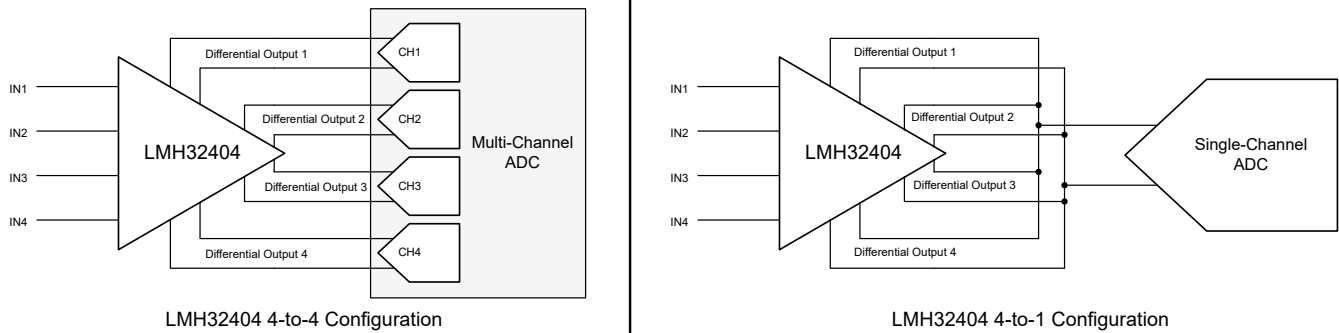 IN1
IN2
IN3
IN4
LMH32404
Differential Output 1
Differential Output 2
Differential Output 3
Differential Output 4
CH1
CH2
CH3
CH4
Multi-Channel
ADC
LMH32404 4-to-4 Configuration
IN1
IN2
IN3
IN4
LMH32404
Differential Output 1
Differential Output 2
Differential Output 3
Differential Output 4
Single-Channel
ADC
LMH32404 4-to-1 Configuration